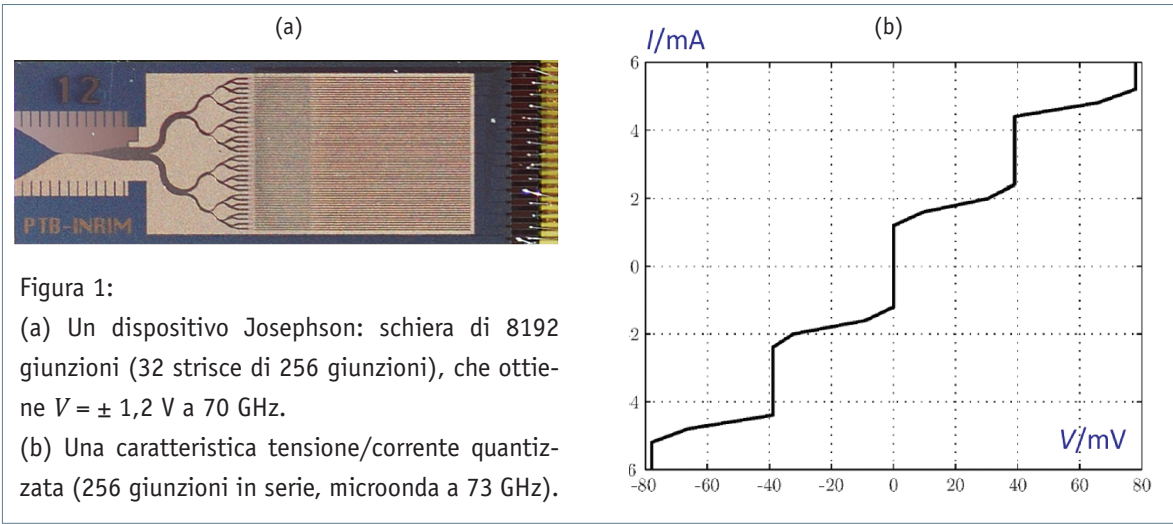 (a)
12
PTB-INRIM
Figura 1:
(a) Un dispositivo Josephson: schiera di 8192
giunzioni (32 strisce di 256 giunzioni), che ottie-
ne V = ± 1,2 V a 70 GHz.
(b) Una caratteristica tensione/corrente quantiz-
zata (256 giunzioni in serie, microonda a 73 GHz).
(b)
I/mA
6
4
2
0
2
4
6
V/mV
-80 -60 -40 -20 0 20 40 60 80